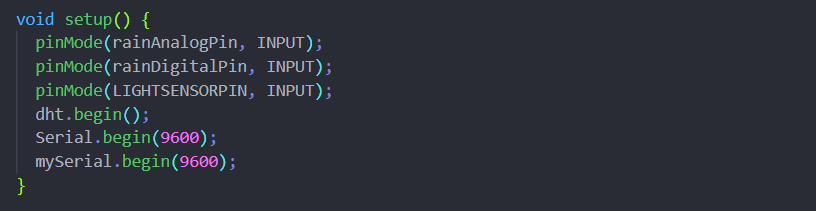 void setup() {
  pinMode(rainAnalogPin, INPUT);
  pinMode(rainDigitalPin, INPUT);
  pinMode(LIGHTSENSORPIN, INPUT);
  dht.begin();
  Serial.begin(9600);
  mySerial.begin(9600);
}